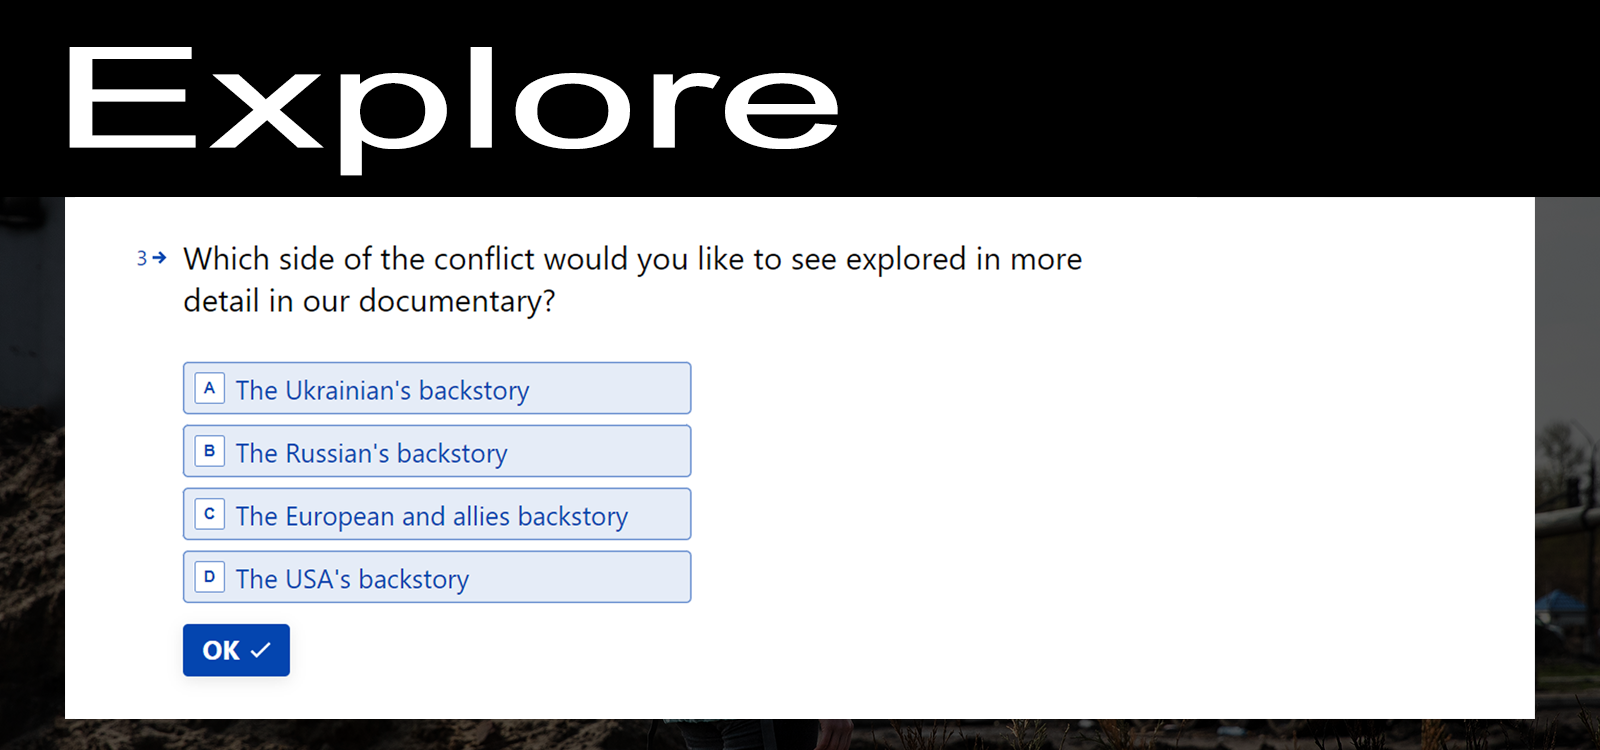 Explore
3→ Which side of the conflict would you like to see explored in more
detail in our documentary?
A The Ukrainian's backstory
B The Russian's backstory
C The European and allies backstory
D The USA's backstory
OK ✓